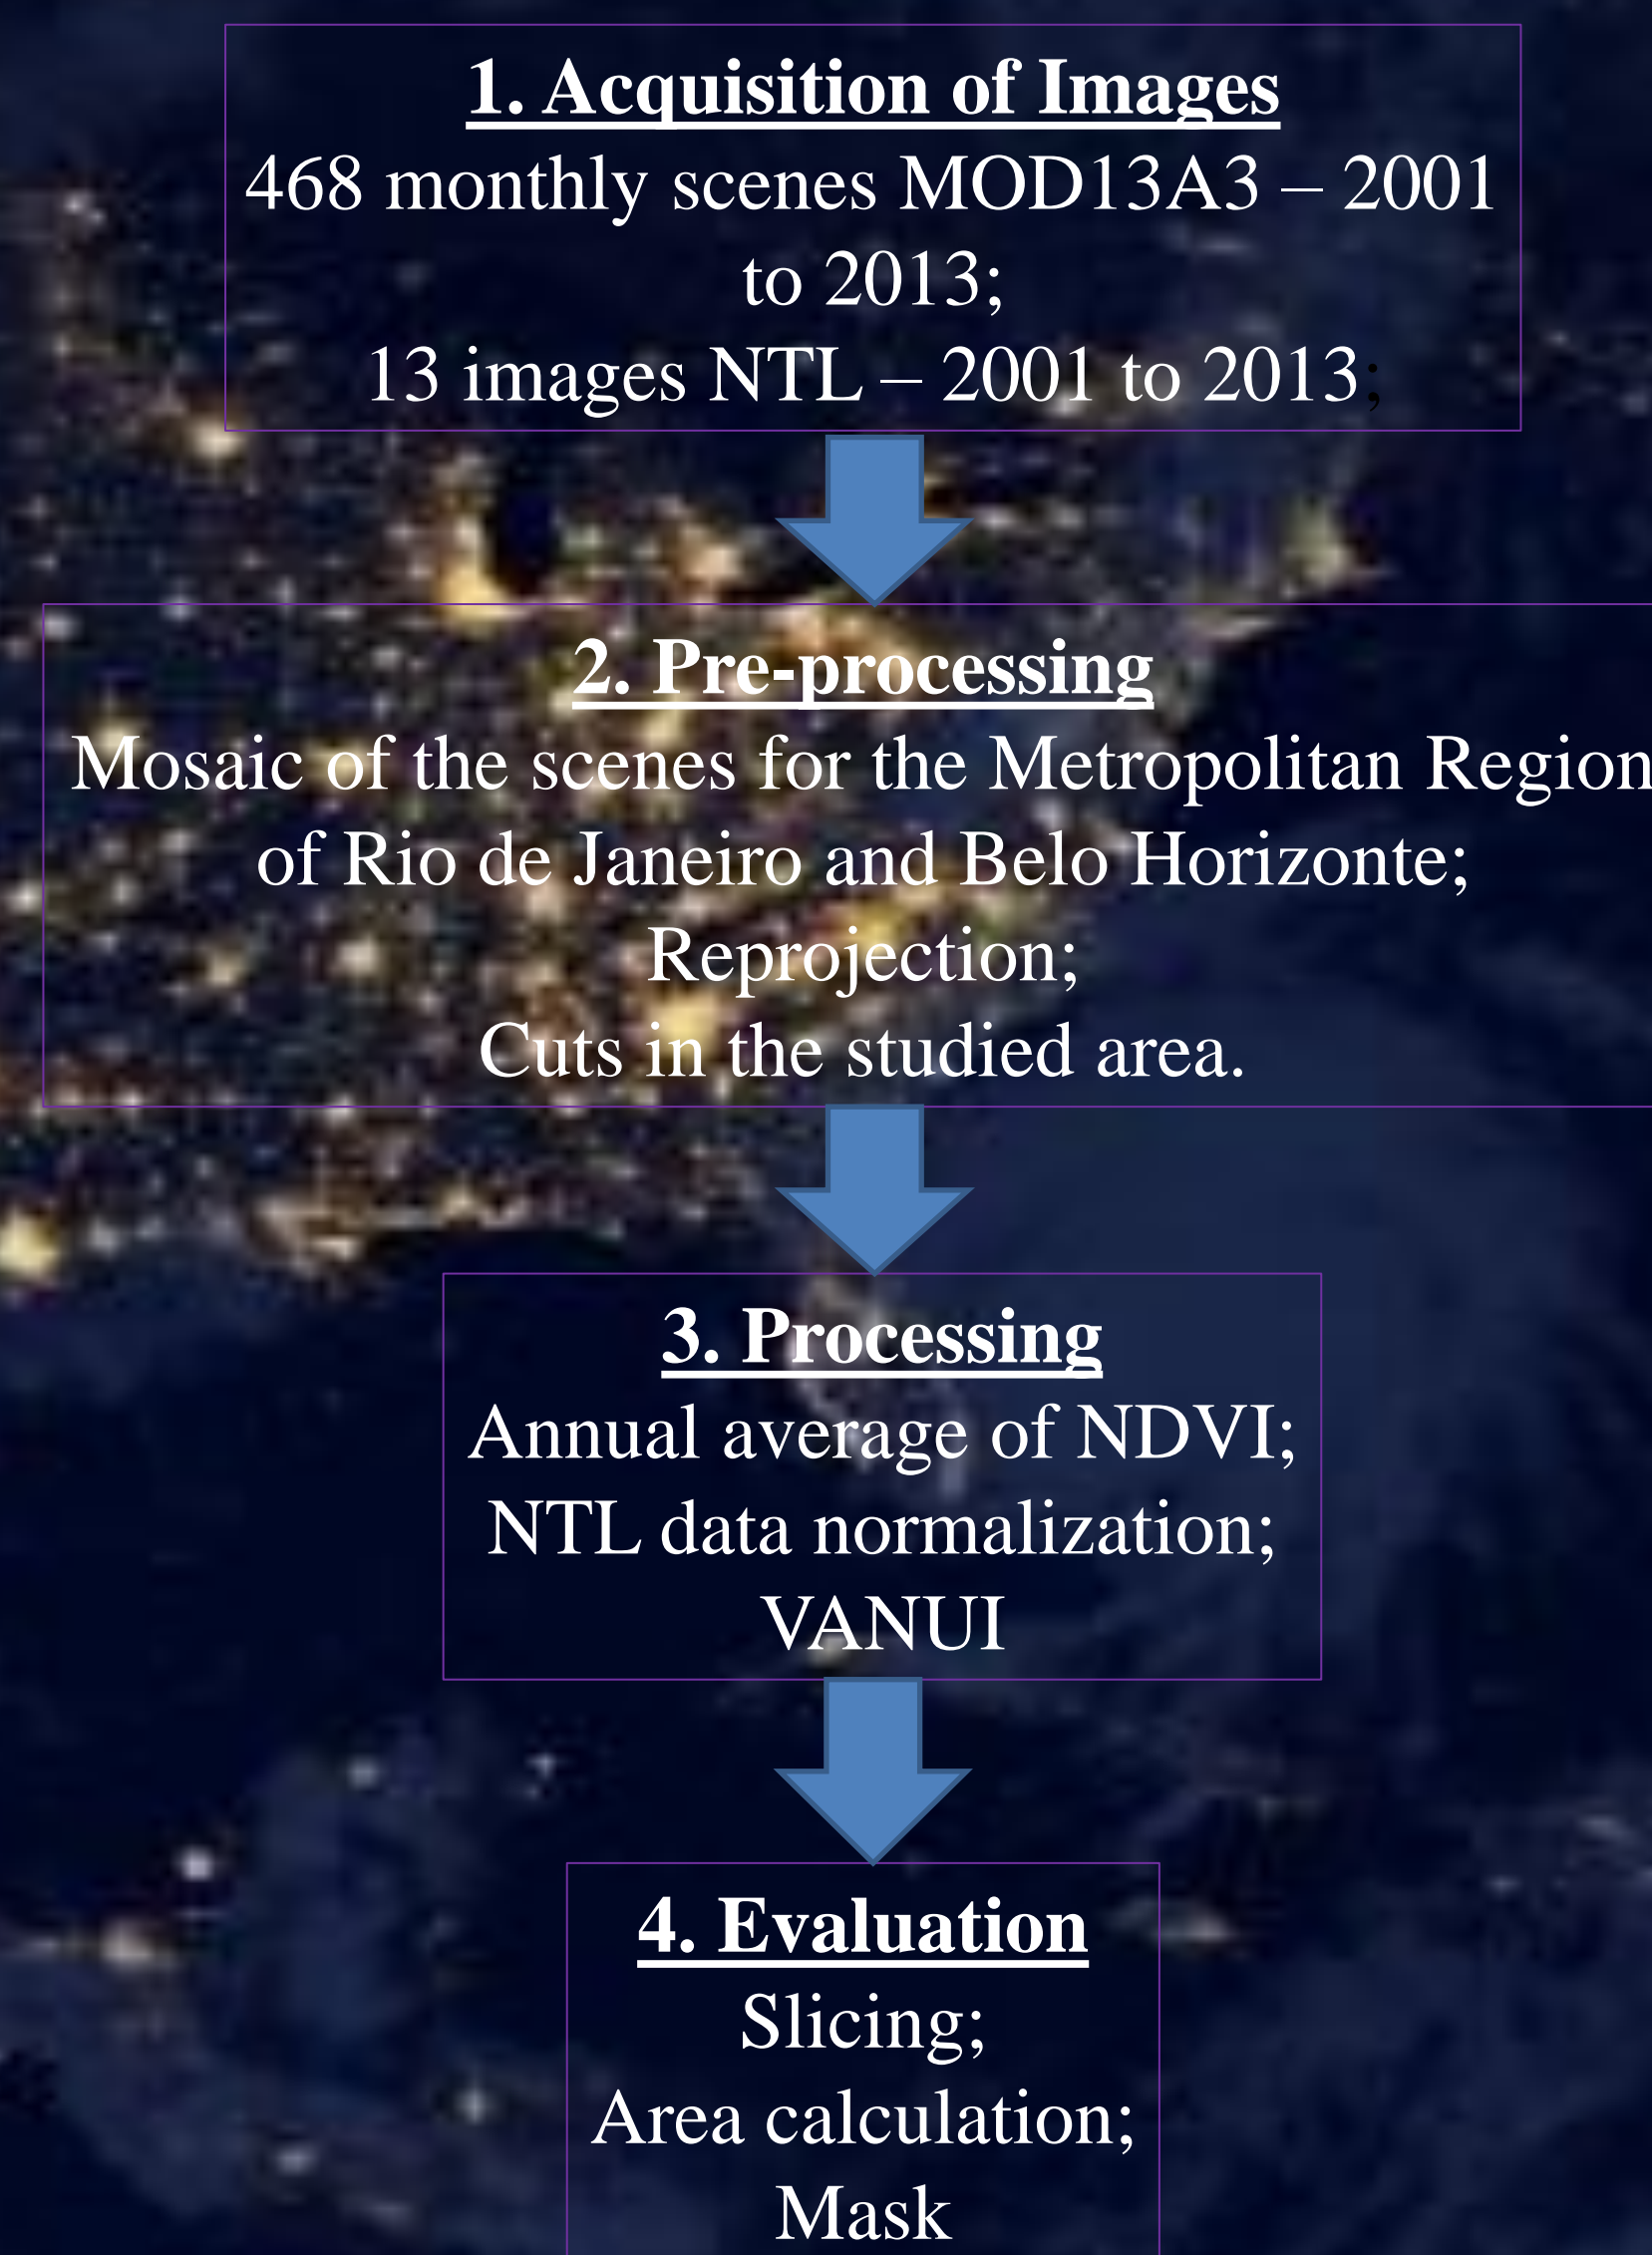 1. Acquisition of Images
468 monthly scenes MOD13A3 – 2001
to 2013;
13 images NTL – 2001 to 2013;
2. Pre-processing
Mosaic of the scenes for the Metropolitan Region
of Rio de Janeiro and Belo Horizonte;
Reprojection;
Cuts in the studied area.
3. Processing
Annual average of NDVI;
NTL data normalization;
VANUI
4. Evaluation
Slicing;
Area calculation;
Mask